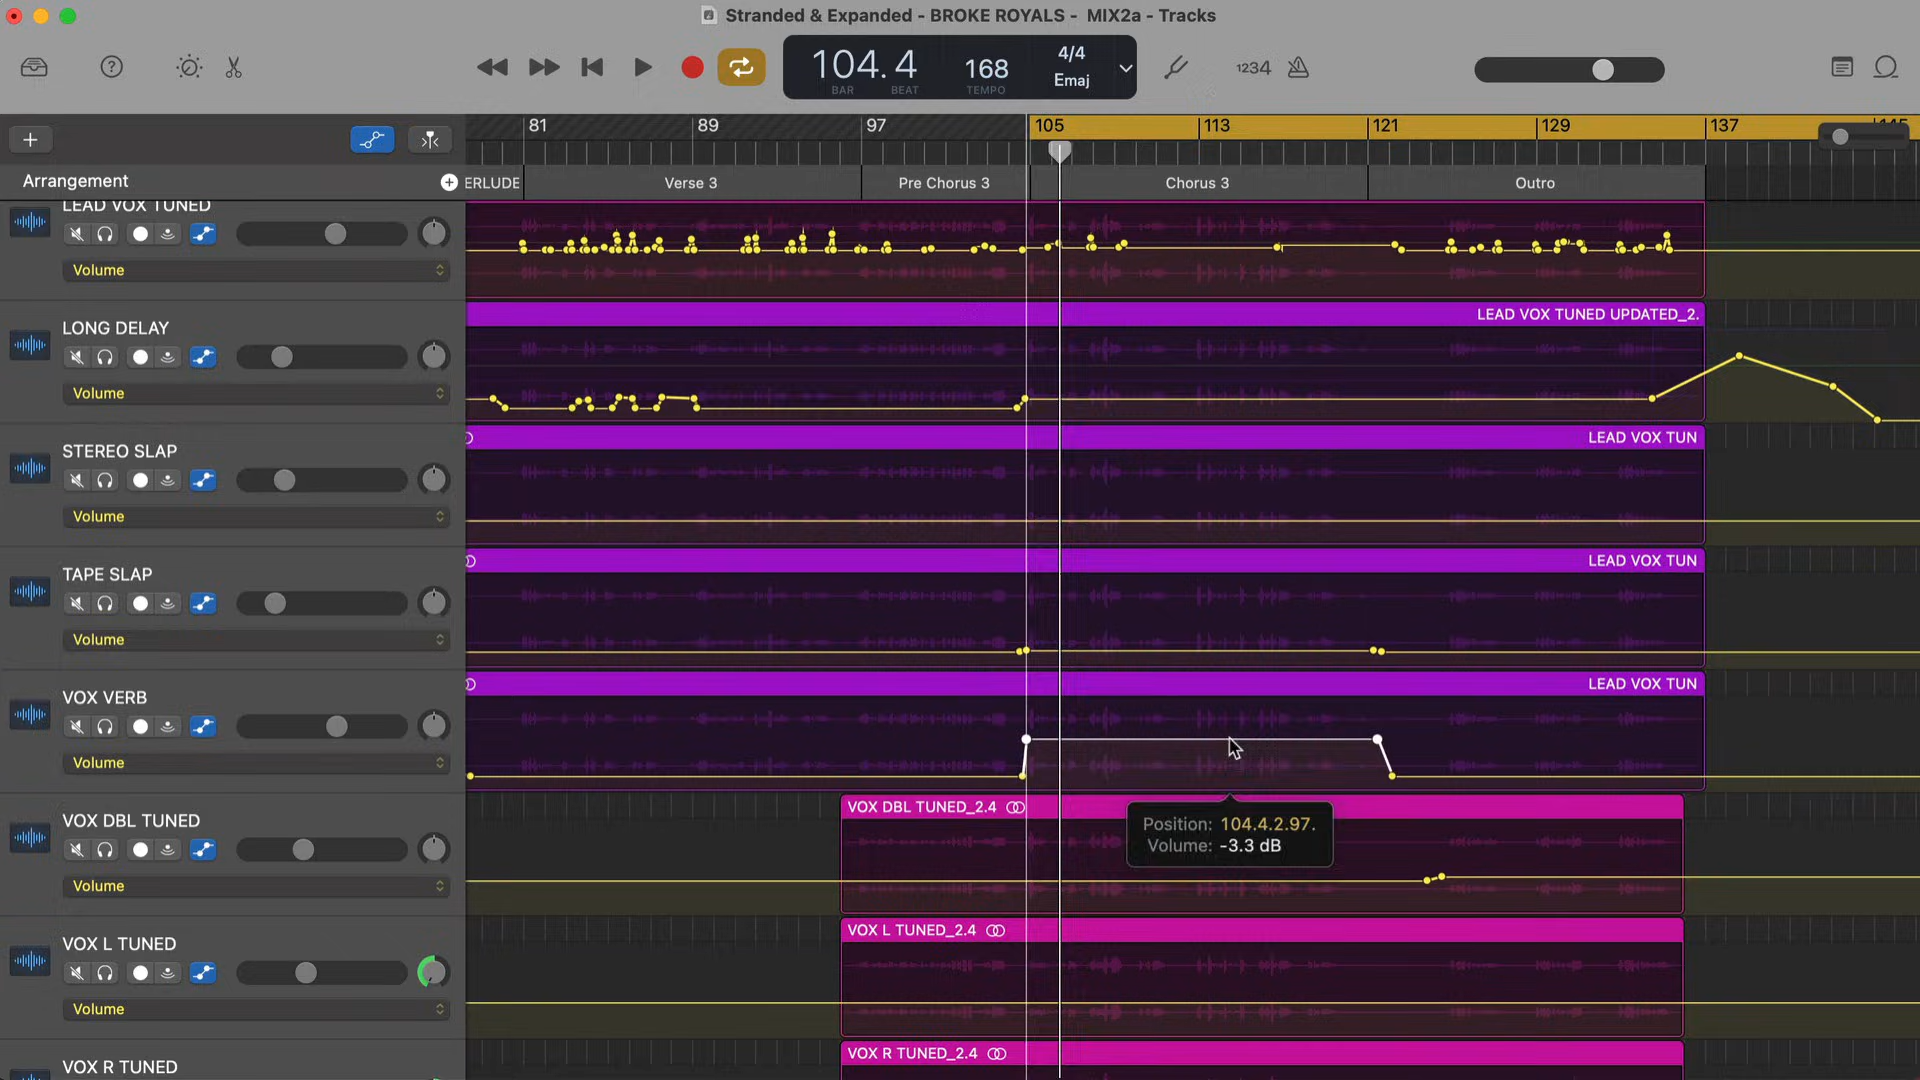 Stranded & Expanded - BROKE ROYALS - MIX2a - Tracks
104. 4
BAR
BEAT
168
TEMPO
4/4
Emaj
1234
81
89
97
105
113
121
129
137
145
Arrangement
ERLUDE
Verse 3
Pre Chorus 3
Chorus 3
Outro
LEAD VOX TUNED
Volume
LONG DELAY
Volume
LEAD VOX TUNED UPDATED_2.
STEREO SLAP
Volume
LEAD VOX TUN
TAPE SLAP
Volume
LEAD VOX TUN
VOX VERB
Volume
LEAD VOX TUN
VOX DBL TUNED
Volume
VOX DBL TUNED_2.4
Position: 104.4.2.97.
Volume: -3.3 dB
VOX L TUNED
Volume
VOX L TUNED_2.4
VOX R TUNED
VOX R TUNED_2.4